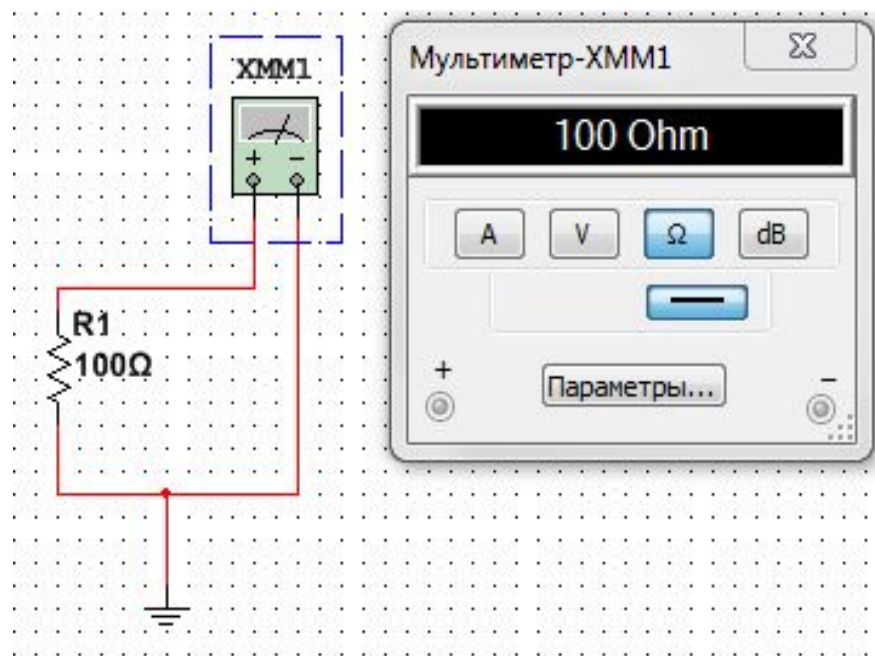 XMM1
+ −
R1
100Ω
Мультиметр-XMM1
100 Ohm
A V Ω dB
+ −
Параметры...